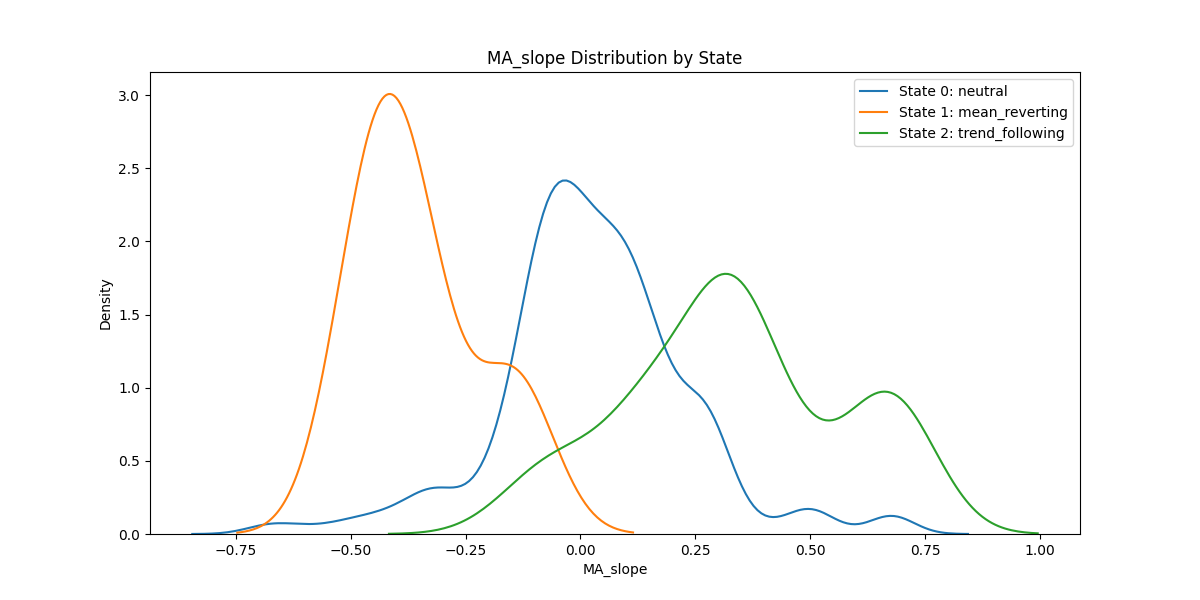 MA_slope Distribution by State
State 0: neutral
State 1: mean_reverting
State 2: trend_following
Density
3.0
2.5
2.0
1.5
1.0
0.5
0.0
−0.75 −0.50 −0.25 0.00 0.25 0.50 0.75 1.00
MA_slope